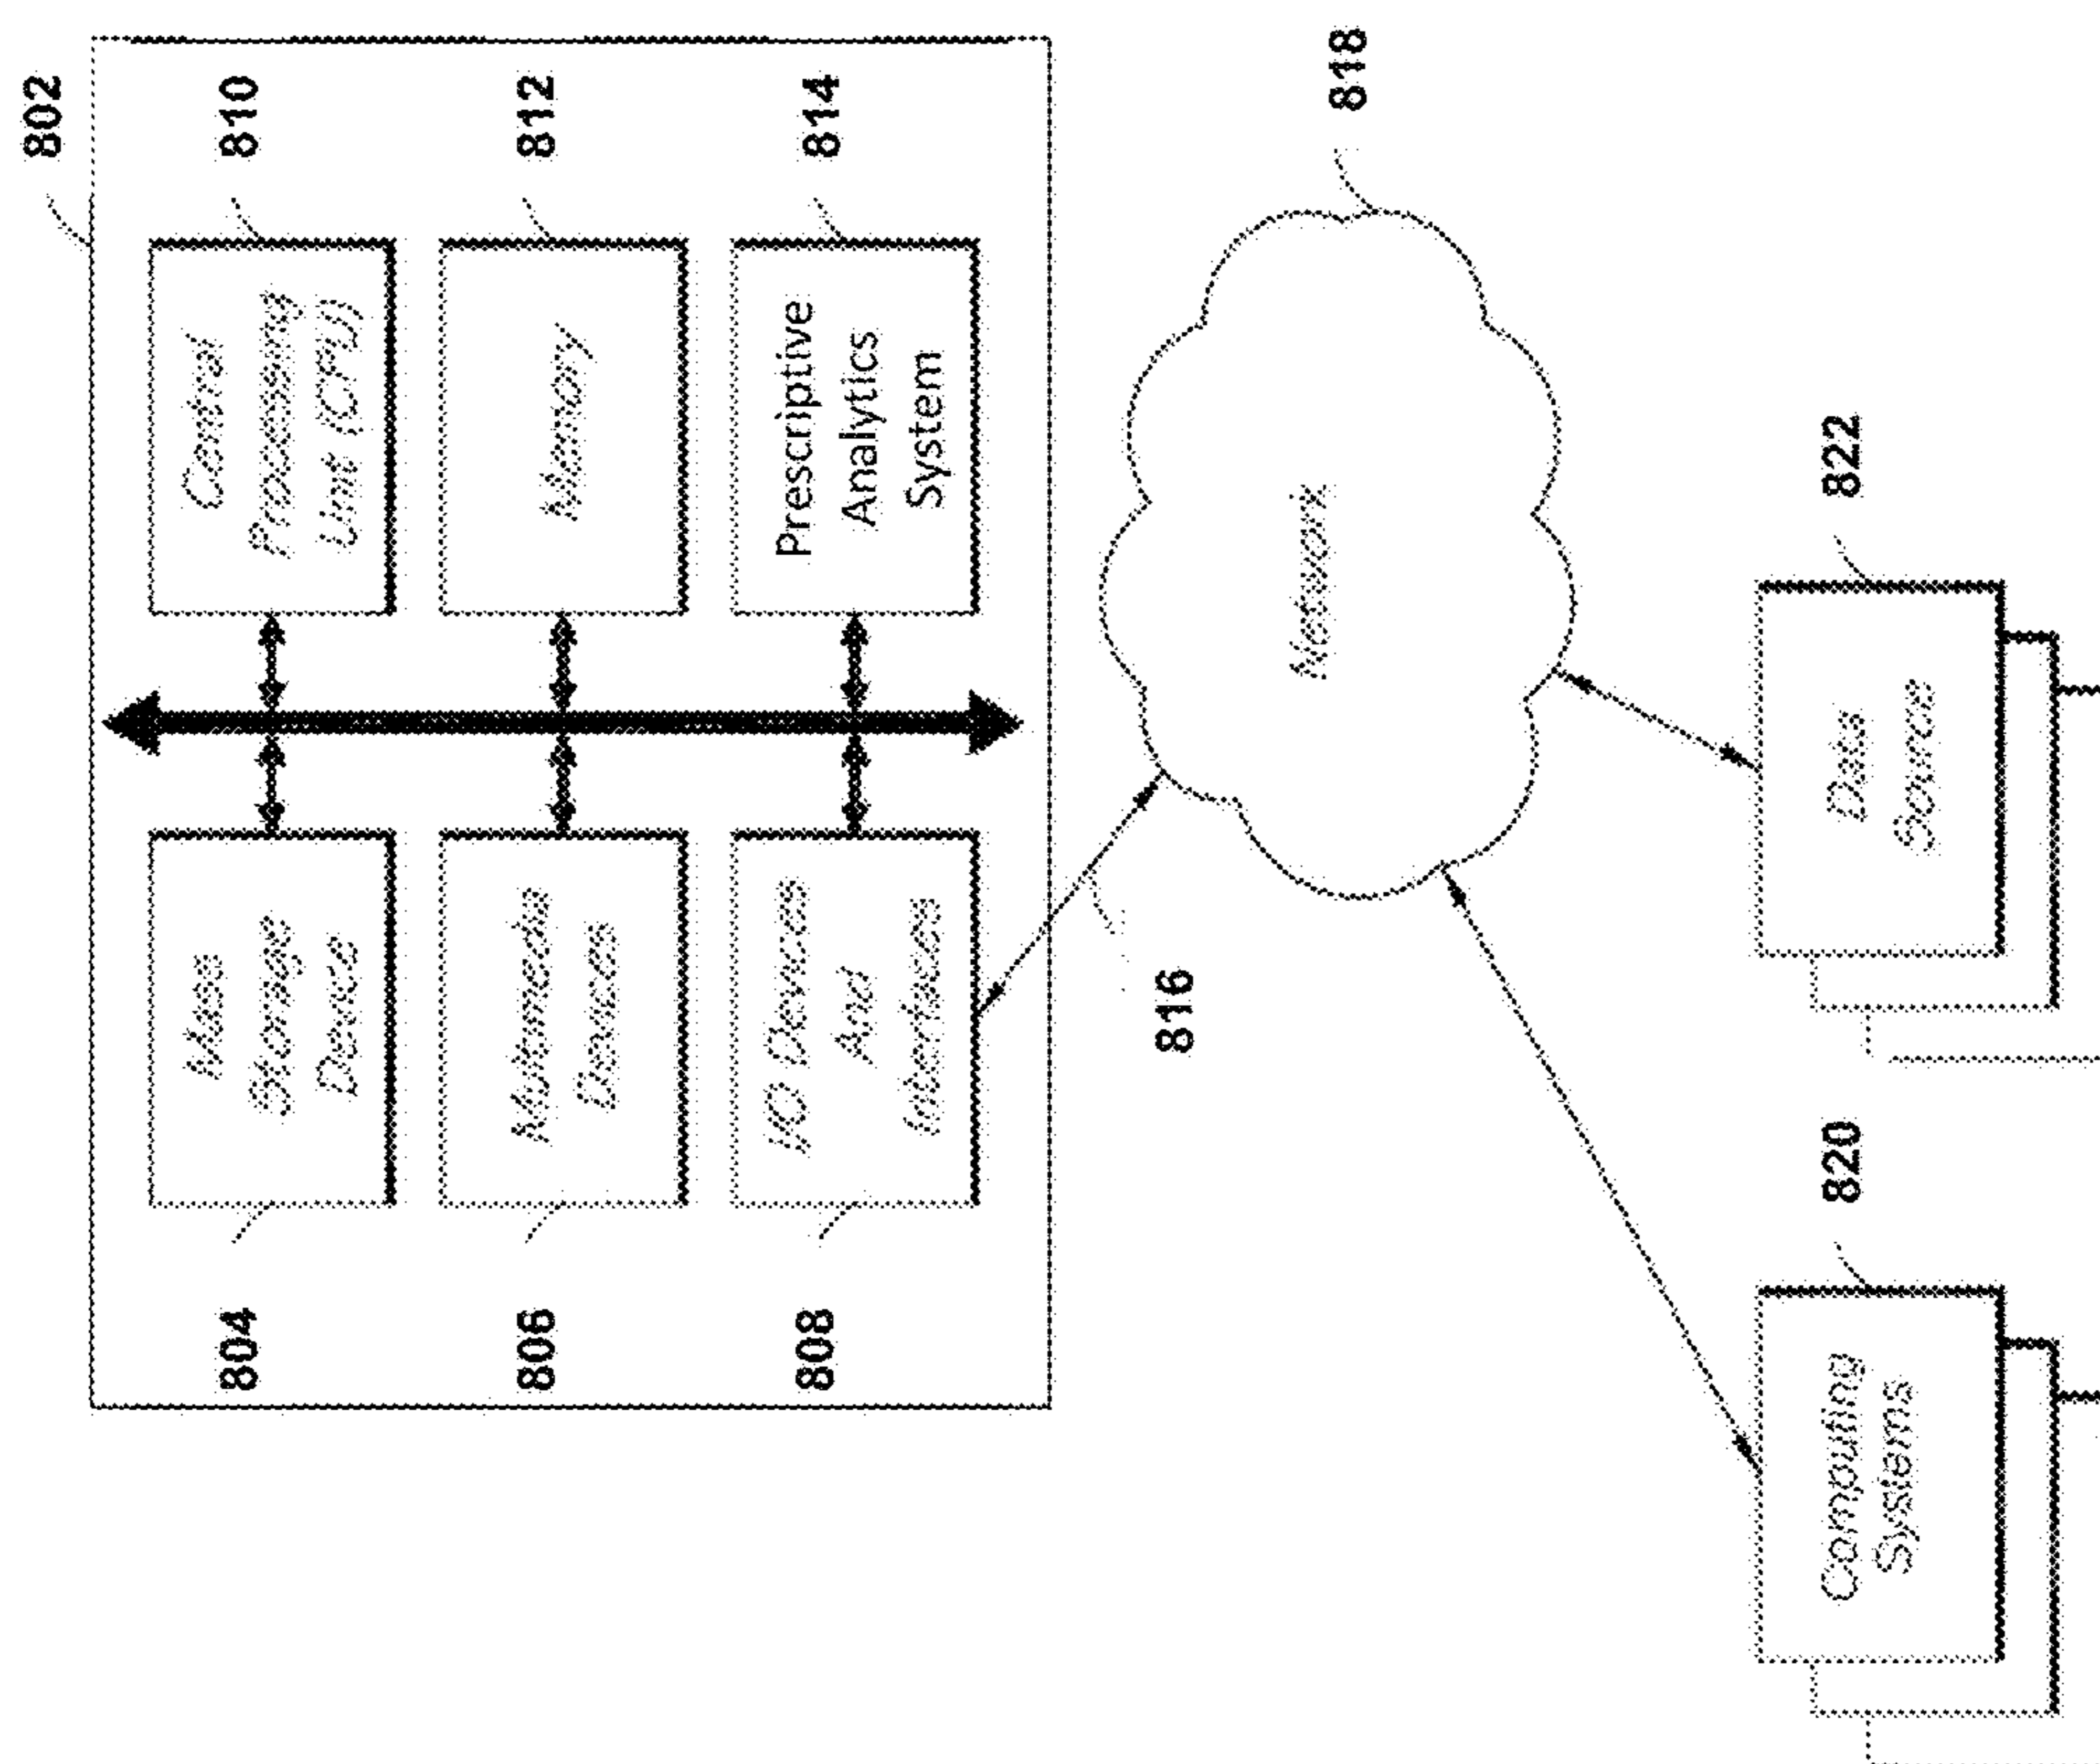 802
804
Mass
Storage
Device
810
Central
Processing
Unit (CPU)
806
Multimedia
Devices
812
Memory
808
I/O Devices
And
Interfaces
814
Prescriptive
Analytics
System
816
818
Network
820
Computing
Systems
822
Data
Source